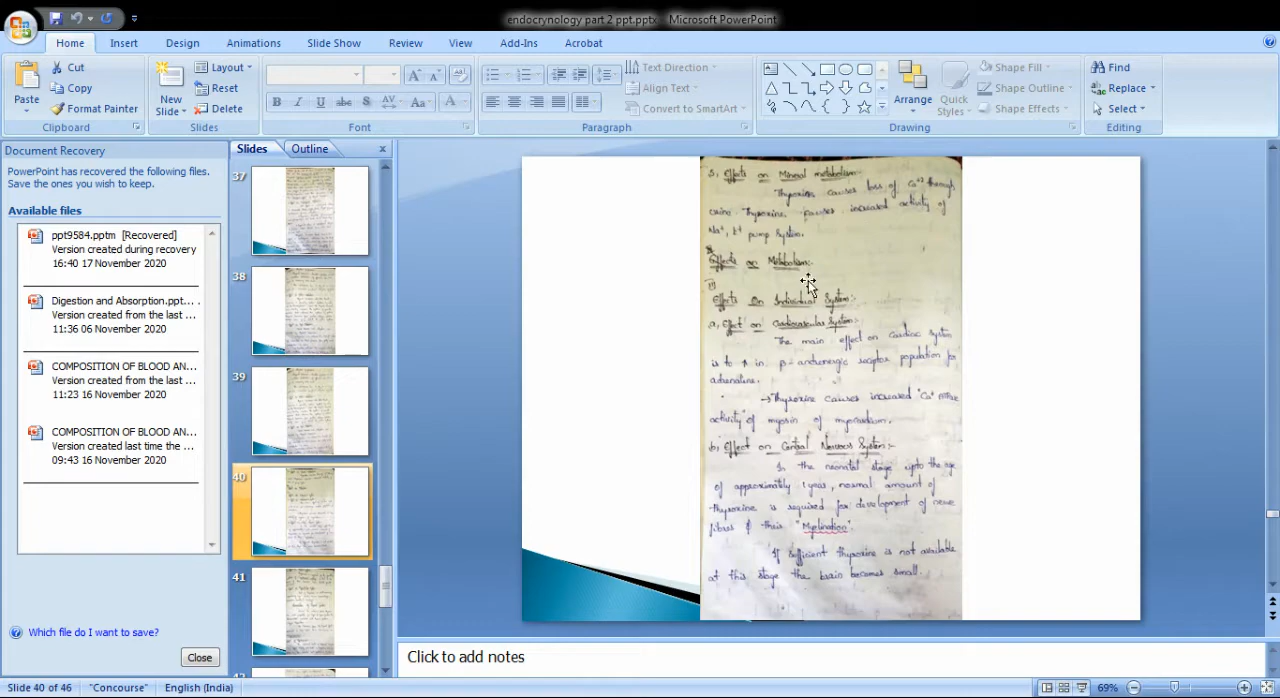 endocrynology part 2 ppt.pptx - Microsoft PowerPoint
Home Insert Design Animations Slide Show Review View Add-Ins Acrobat
Paste
Cut
Copy
Format Painter
Clipboard
New Slide
Layout
Reset
Delete
Slides
B I U abc S AV Aa A
Font
Text Direction
Align Text
Convert to SmartArt
Paragraph
Arrange
Quick Styles
Shape Fill
Shape Outline
Shape Effects
Drawing
Find
Replace
Select
Editing
Document Recovery
PowerPoint has recovered the following files.
Save the ones you wish to keep.
Available files
ppt9584.pptm [Recovered]
Version created during recovery
16:40 17 November 2020
Digestion and Absorption.ppt...
Version created from the last ...
11:36 06 November 2020
COMPOSITION OF BLOOD AN...
Version created from the last ...
11:23 16 November 2020
COMPOSITION OF BLOOD AN...
Version created last time the ...
09:43 16 November 2020
Which file do I want to save?
Close
Slides Outline
37
38
39
40
41
5, Effects on Mineral metabolism:-
Thyroxine causes loss of Ca+2 through
urine. Thyroxine causes increased activity of
Na+, k+ pump system.
Effects on Metabolism:-
Effects On Individual System:-
a, Effect on Cardiovascular System:-
The main effect on Cardiac System
is to ↑ in β- andrenergic receptor population for
adrenaline.
→Thyroxine causes increased "Ca+
activity" of myosin of myocardium.
b, Effect on Central Nervous System:-
In the neonatal stage upto the age
of approximately 1year, normal amount of
thyroxine is required for development of nerve
fibres & their "Myelination".
If Sufficient thyroxine is not available
at this stage the brain becomes small.
Click to add notes
Slide 40 of 46 "Concourse" English (India) 69%